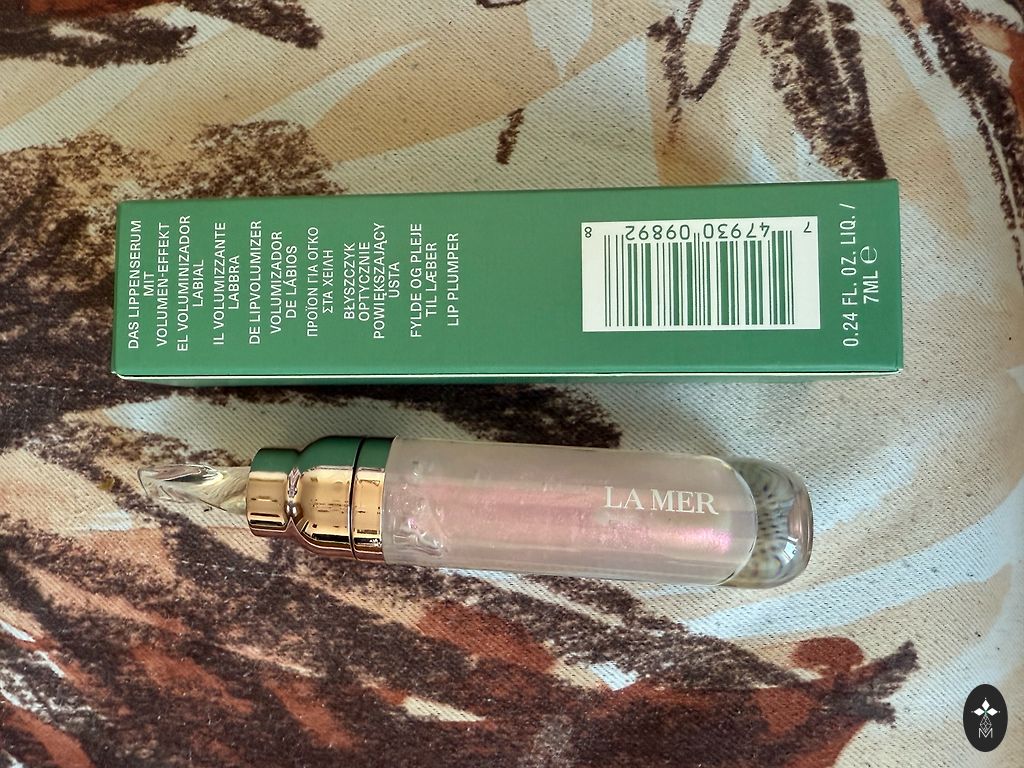 DAS LIPPENSERUM
MIT
VOLUMEN-EFFEKT
EL VOLUMINIZADOR
LABIAL
IL VOLUMIZZANTE
LABBRA
DE LIPVOLUMIZER
VOLUMIZADOR
DE LÁBIOS
ΠΡΟΪΟΝ ΓΙΑ ΟΓΚΟ
ΣΤΑ ΧΕΙΛΗ
BŁYSZCZYK
OPTYCZNIE
POWIĘKSZAJĄCY
USTA
FYLDE OG PLEJE
TIL LÆBER
LIP PLUMPER
7 47930 09892 8
0.24 FL. OZ. LIQ. /
7ML ℮
LA MER
M